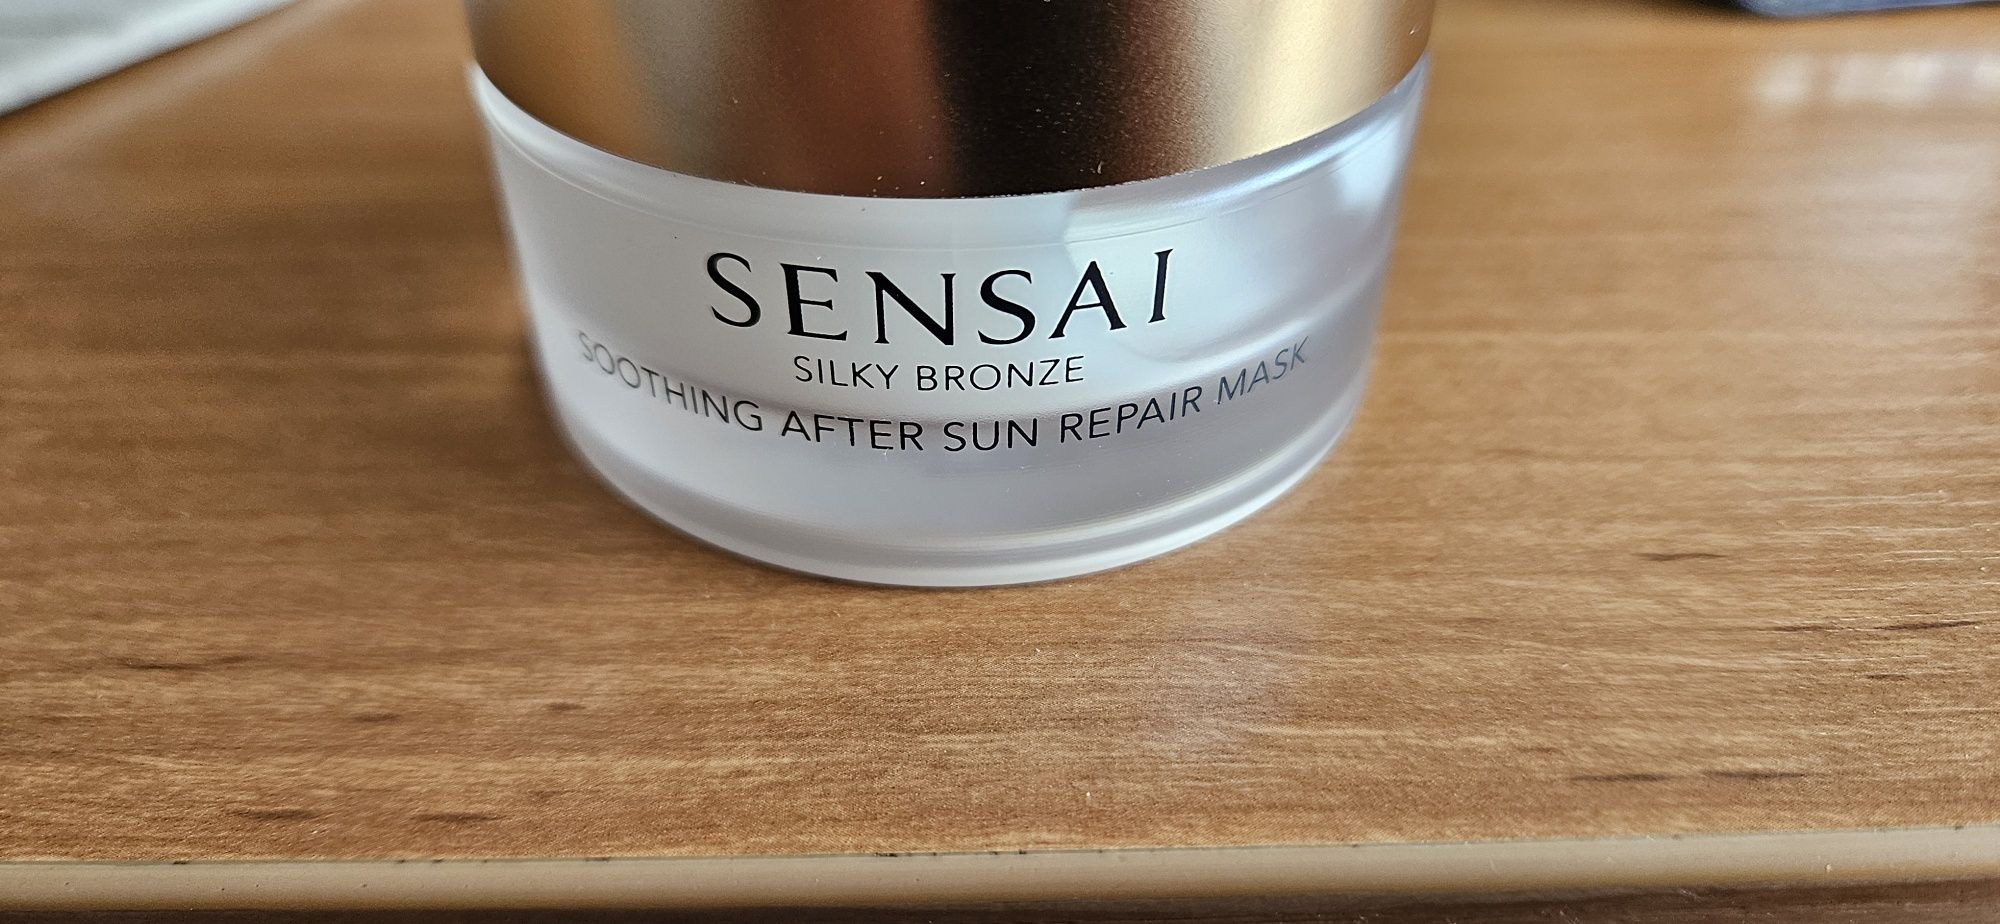 SENSAI
SILKY BRONZE
SOOTHING AFTER SUN REPAIR MASK